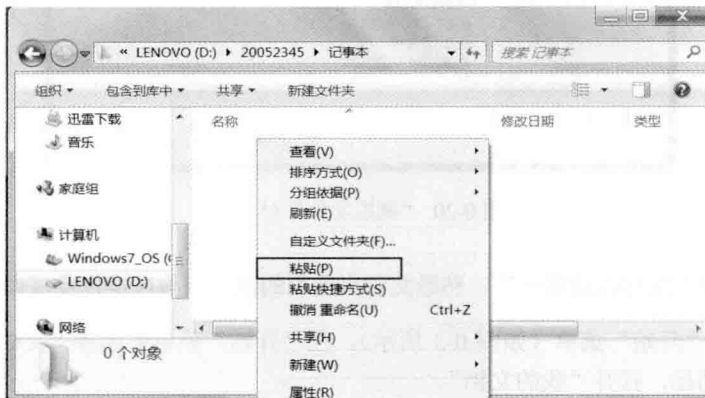 « LENOVO (D:) ▸ 20052345 ▸ 记事本
搜索 记事本
组织 包含到库中 共享 新建文件夹
迅雷下载
音乐
家庭组
计算机
Windows7_OS (
LENOVO (D:)
网络
名称 修改日期 类型
查看(V)
排序方式(O)
分组依据(P)
刷新(E)
自定义文件夹(F)...
粘贴(P)
粘贴快捷方式(S)
撤消 重命名(U) Ctrl+Z
共享(H)
新建(W)
属性(R)
0 个对象